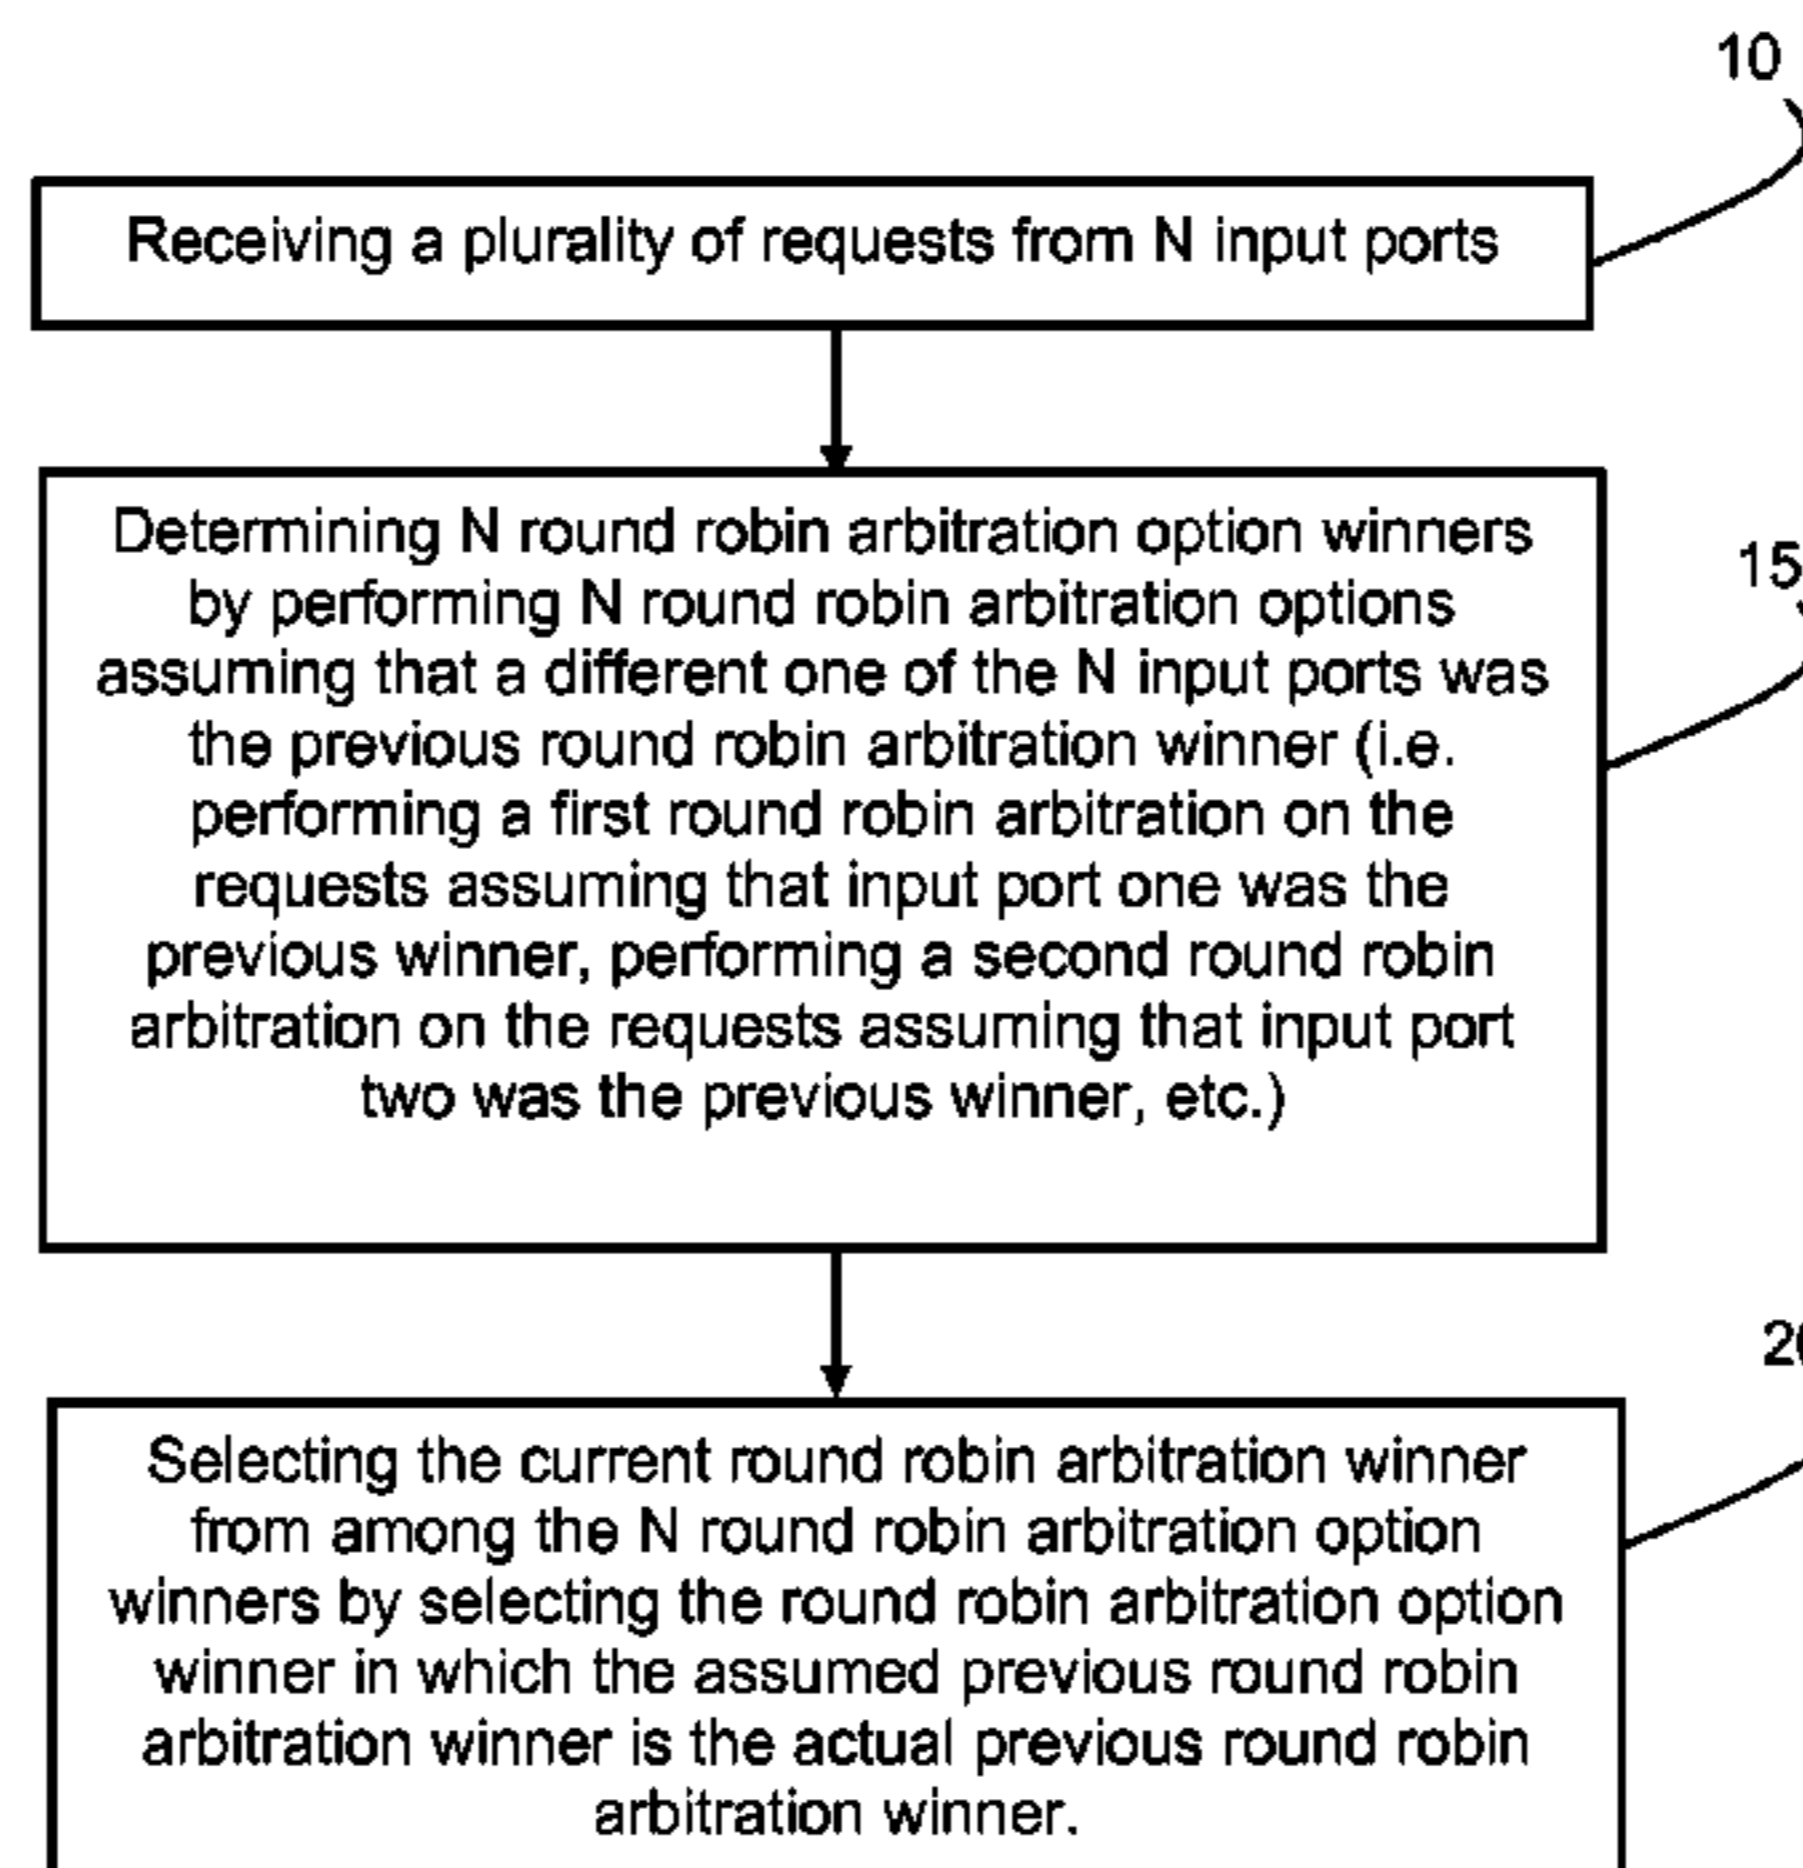 10
Receiving a plurality of requests from N input ports
Determining N round robin arbitration option winners
by performing N round robin arbitration options
assuming that a different one of the N input ports was
the previous round robin arbitration winner (i.e.
performing a first round robin arbitration on the
requests assuming that input port one was the
previous winner, performing a second round robin
arbitration on the requests assuming that input port
two was the previous winner, etc.)
15
Selecting the current round robin arbitration winner
from among the N round robin arbitration option
winners by selecting the round robin arbitration option
winner in which the assumed previous round robin
arbitration winner is the actual previous round robin
arbitration winner.